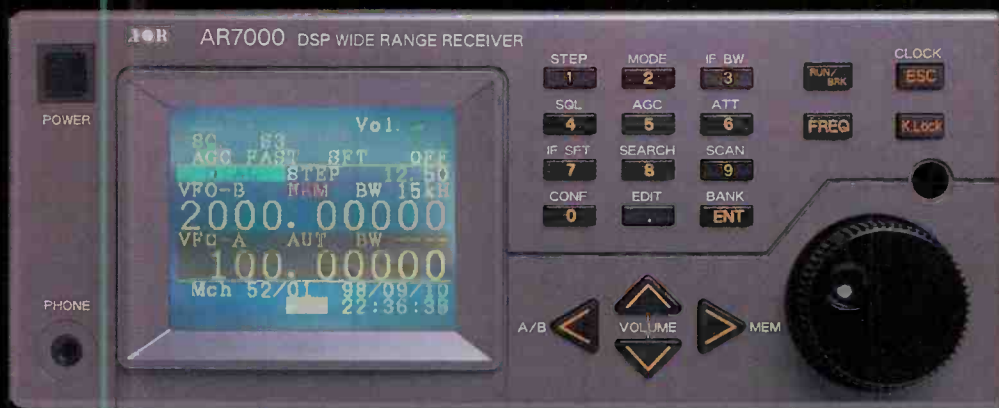 AOR AR7000 DSP WIDE RANGE RECEIVER
POWER
PHONE
Vol.
SQ S3
AGC FAST SFT OFF
STEP 12.50
VFO-B BW 15kH
2000.00000
VFO-A AUT BW ----
100.00000
Mch 52/01 98/09/10
22:36:38
STEP MODE IF BW
1 2 3
SQL AGC ATT
4 5 6
IF SFT SEARCH SCAN
7 8 9
CONF EDIT BANK
0 . ENT
RUN/BRK
CLOCK
ESC
FREQ K.Lock
A/B VOLUME MEM